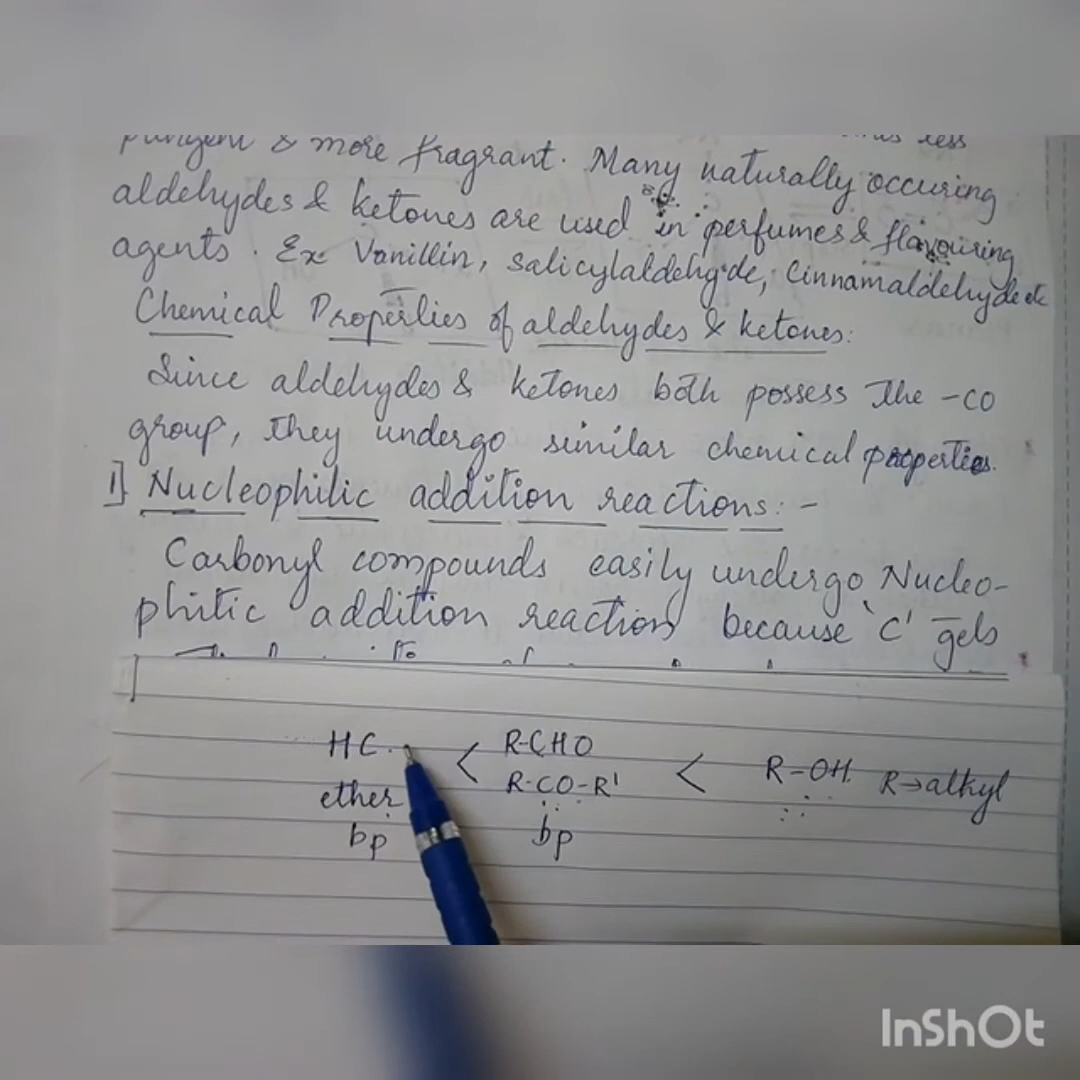 pungent & more fragrant. less
aldehydes & ketones are used in perfumes & flavouring
Many naturally occuring
agents. Ex Vanillin, salicylaldehyde, Cinnamaldehyde etc
Chemical Properties of aldehydes & ketones:
Since aldehydes & ketones both possess the -CO
group, they undergo similar chemical properties.
1] Nucleophilic addition reactions: -
Carbonyl compounds easily undergo Nucleo-
philic addition reaction because 'C' gets
HC. < R-CHO < R-OH. R→alkyl
ether R-CO-R'
bp bp
InShOt